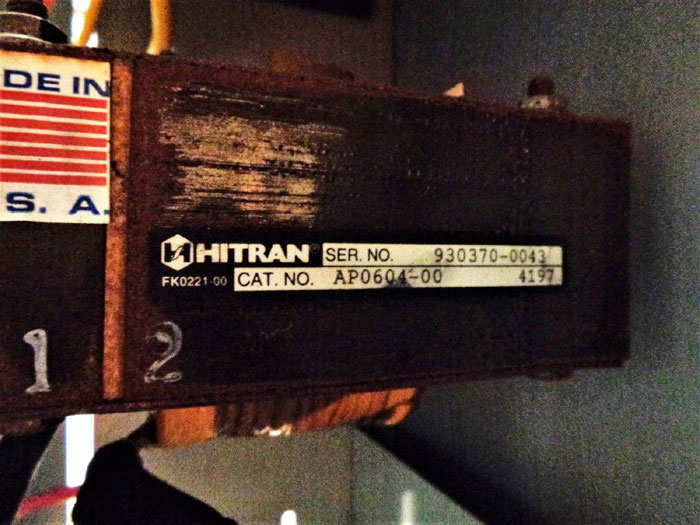 DE IN
S. A.
HITRAN® SER. NO. 930370-0043
FK0221-00 CAT. NO. AP0604-00 4197
1 2